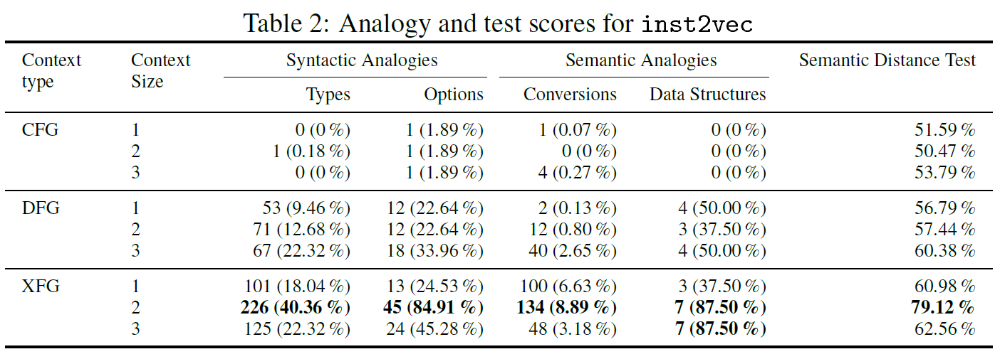 Table 2: Analogy and test scores for inst2vec
Context type Context Size Syntactic Analogies Semantic Analogies Semantic Distance Test
Types Options Conversions Data Structures
CFG 1 0 (0 %) 1 (1.89 %) 1 (0.07 %) 0 (0 %) 51.59 %
2 1 (0.18 %) 1 (1.89 %) 0 (0 %) 0 (0 %) 50.47 %
3 0 (0 %) 1 (1.89 %) 4 (0.27 %) 0 (0 %) 53.79 %
DFG 1 53 (9.46 %) 12 (22.64 %) 2 (0.13 %) 4 (50.00 %) 56.79 %
2 71 (12.68 %) 12 (22.64 %) 12 (0.80 %) 3 (37.50 %) 57.44 %
3 67 (22.32 %) 18 (33.96 %) 40 (2.65 %) 4 (50.00 %) 60.38 %
XFG 1 101 (18.04 %) 13 (24.53 %) 100 (6.63 %) 3 (37.50 %) 60.98 %
2 226 (40.36 %) 45 (84.91 %) 134 (8.89 %) 7 (87.50 %) 79.12 %
3 125 (22.32 %) 24 (45.28 %) 48 (3.18 %) 7 (87.50 %) 62.56 %